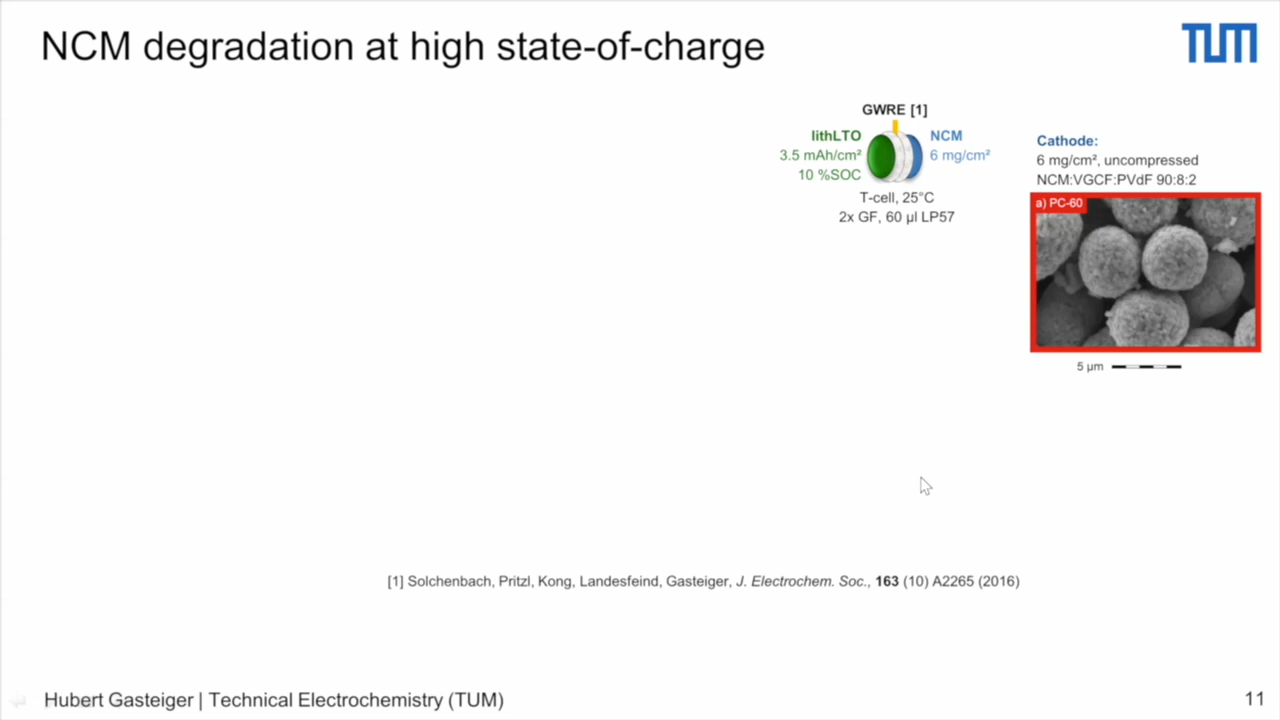 NCM degradation at high state-of-charge
TUM
GWRE [1]
lithLTO
3.5 mAh/cm²
10 %SOC
NCM
6 mg/cm²
T-cell, 25°C
2x GF, 60 µl LP57
Cathode:
6 mg/cm², uncompressed
NCM:VGCF:PVdF 90:8:2
a) PC-60
5 µm
[1] Solchenbach, Pritzl, Kong, Landesfeind, Gasteiger, J. Electrochem. Soc., 163 (10) A2265 (2016)
Hubert Gasteiger | Technical Electrochemistry (TUM)
11